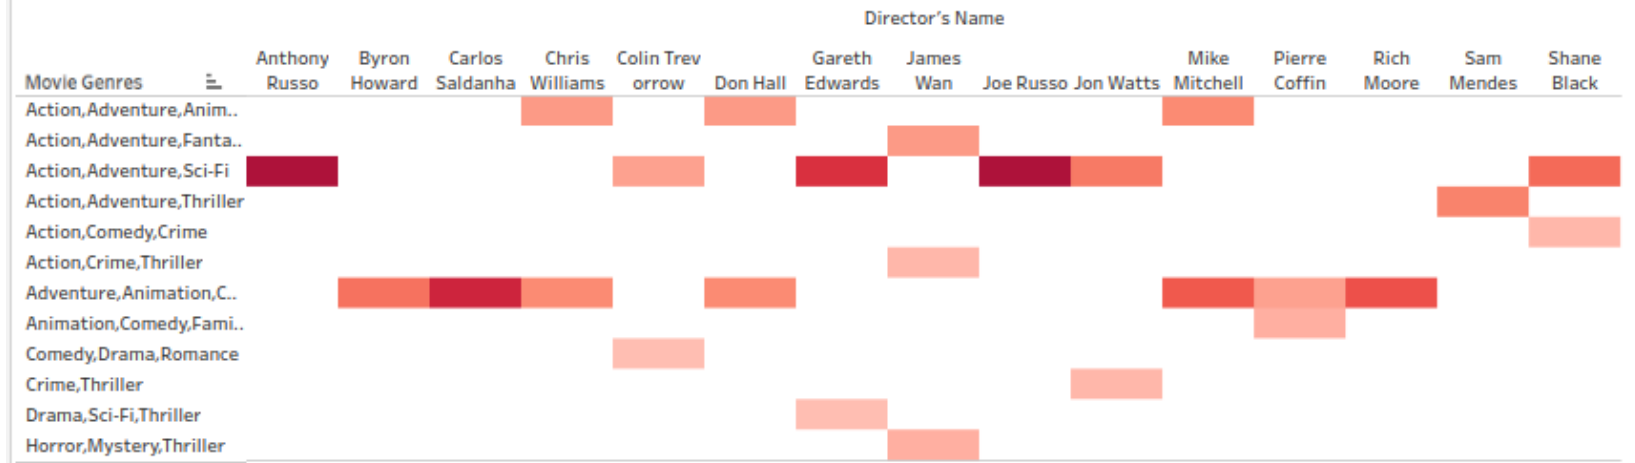 Director's Name
Anthony Byron Carlos Chris Colin Trev Gareth James Mike Pierre Rich Sam Shane
Movie Genres Russo Howard Saldanha Williams orrow Don Hall Edwards Wan Joe Russo Jon Watts Mitchell Coffin Moore Mendes Black
Action,Adventure,Anim..
Action,Adventure,Fanta..
Action,Adventure,Sci-Fi
Action,Adventure,Thriller
Action,Comedy,Crime
Action,Crime,Thriller
Adventure,Animation,C..
Animation,Comedy,Fami..
Comedy,Drama,Romance
Crime,Thriller
Drama,Sci-Fi,Thriller
Horror,Mystery,Thriller